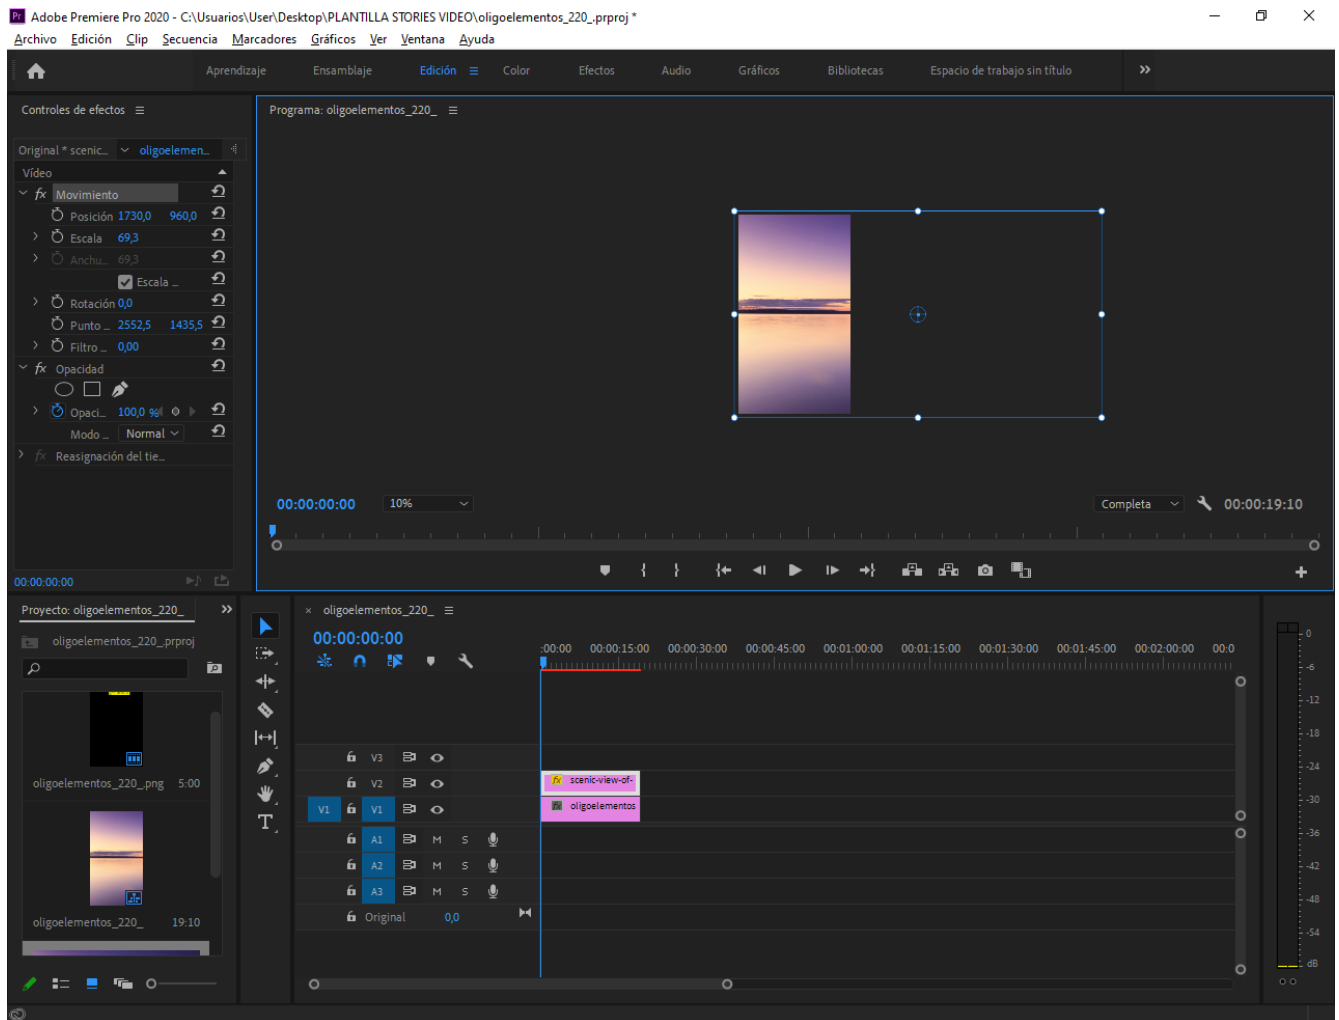 Pr Adobe Premiere Pro 2020 - C:\Usuarios\User\Desktop\PLANTILLA STORIES VIDEO\oligoelementos_220_.prproj *
Archivo Edición Clip Secuencia Marcadores Gráficos Ver Ventana Ayuda
Aprendizaje Ensamblaje Edición Color Efectos Audio Gráficos Bibliotecas Espacio de trabajo sin título
Controles de efectos
Programa: oligoelementos_220_
Original * scenic... oligoelemen...
Vídeo
fx Movimiento
Posición 1730,0 960,0
Escala 69,3
Anchu... 69,3
Escala ...
Rotación 0,0
Punto ... 2552,5 1435,5
Filtro ... 0,00
fx Opacidad
Opaci... 100,0 %
Modo ... Normal
fx Reasignación del tie...
00:00:00:00 10% Completa 00:00:19:10
00:00:00:00
Proyecto: oligoelementos_220_
oligoelementos_220_.prproj
oligoelementos_220_.png 5:00
oligoelementos_220_ 19:10
× oligoelementos_220_
00:00:00:00
:00:00 00:00:15:00 00:00:30:00 00:00:45:00 00:01:00:00 00:01:15:00 00:01:30:00 00:01:45:00 00:02:00:00 00:0
V3
V2 fx scenic-view-of-
V1 V1 fx oligoelementos
A1 M S
A2 M S
A3 M S
Original 0,0
T
0
-6
-12
-18
-24
-30
-36
-42
-48
-54
dB